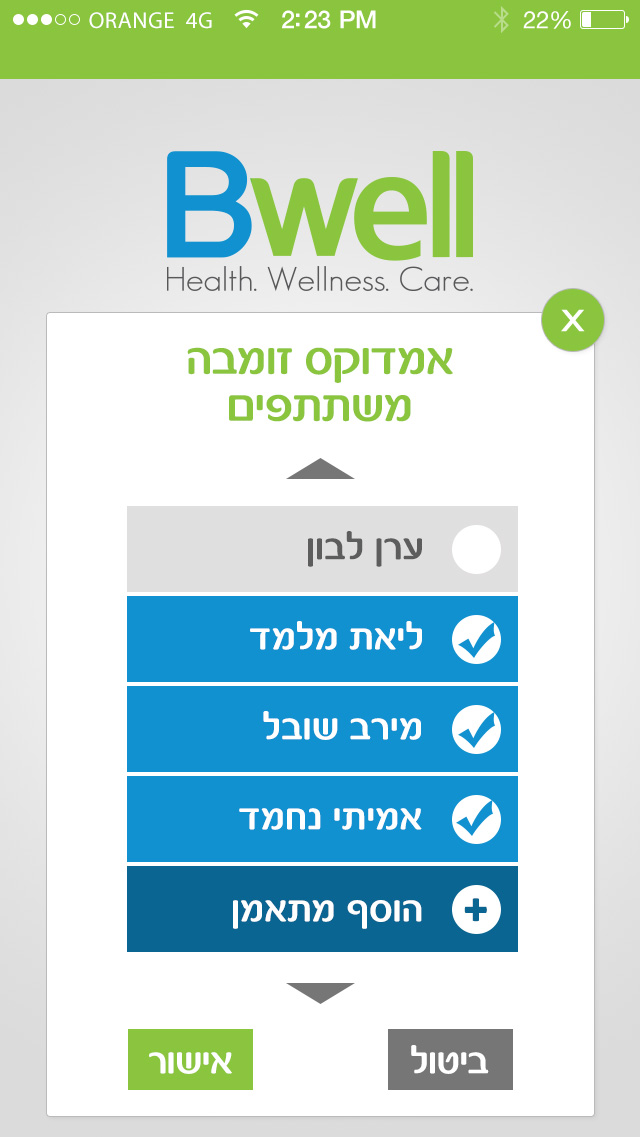 ORANGE 4G 2:23 PM 22%
Bwell
Health. Wellness. Care.
X
אמדוקס זומבה
משתתפים
ערן לבון
ליאת מלמד
מירב שובל
אמיתי נחמד
הוסף מתאמן
ביטול
אישור